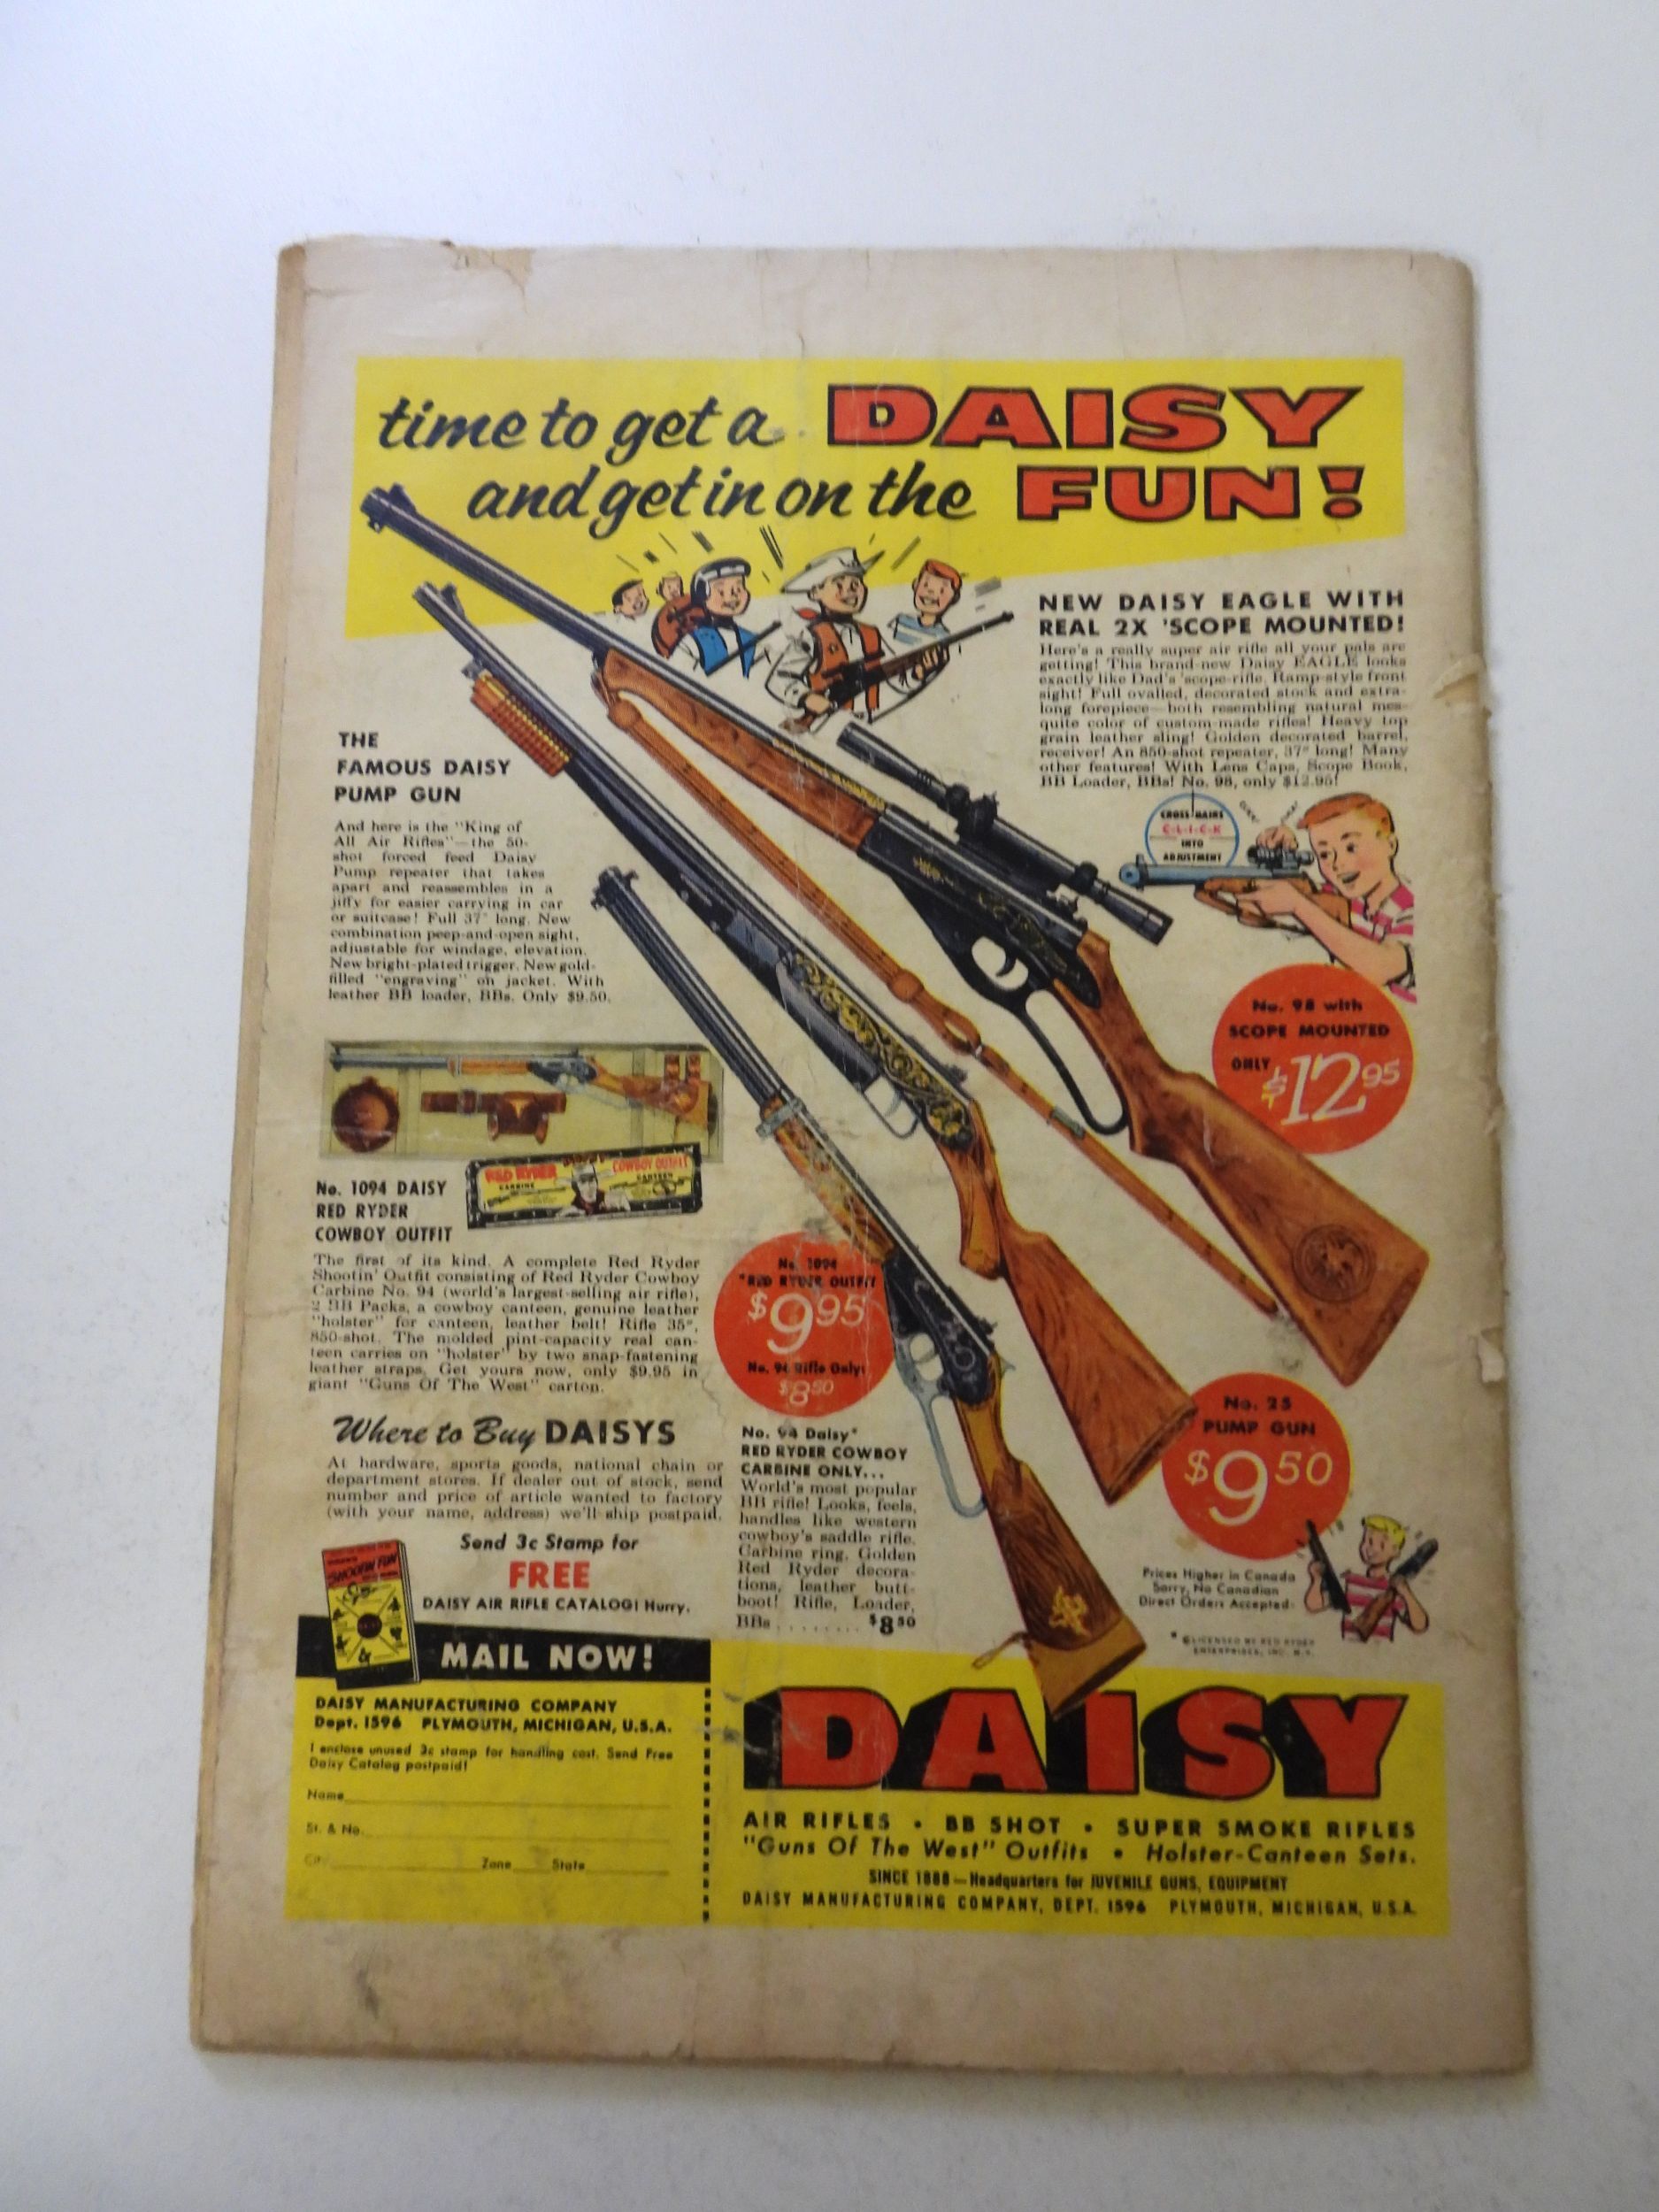 time to get a DAISY
and get in on the FUN!
NEW DAISY EAGLE WITH
REAL 2X 'SCOPE MOUNTED!
Here's a really super air rifle all your pals are
getting! This brand-new Daisy EAGLE looks
exactly like Dad's 'scope-rifle. Ramp-style front
sight! Full ovalled, decorated stock and extra-
long forepiece—both resembling natural mes-
quite color of custom-made rifles! Heavy top
grain leather sling! Golden decorated barrel,
receiver! An 850-shot repeater, 37" long! Many
other features! With Lens Caps, Scope Book,
BB Loader, BBs! No. 98, only $12.95!
CROSS HAIRS
C-L-I-C-K
INTO
ADJUSTMENT
No. 98 with
SCOPE MOUNTED
ONLY $12.95
THE
FAMOUS DAISY
PUMP GUN
And here is the "King of
All Air Rifles"—the 50-
shot forced feed Daisy
Pump repeater that takes
apart and reassembles in a
jiffy for easier carrying in car
or suitcase! Full 37" long. New
combination peep-and-open sight,
adjustable for windage, elevation.
New bright-plated trigger. New gold-
filled "engraving" on jacket. With
leather BB loader, BBs. Only $9.50.
RED RYDER COWBOY OUTFIT
CARBINE CANTEEN
No. 1094 DAISY
RED RYDER
COWBOY OUTFIT
The first of its kind. A complete Red Ryder
Shootin' Outfit consisting of Red Ryder Cowboy
Carbine No. 94 (world's largest-selling air rifle),
2 BB Packs, a cowboy canteen, genuine leather
"holster" for canteen, leather belt! Rifle 35",
850-shot. The molded pint-capacity real can-
teen carries on "holster" by two snap-fastening
leather straps. Get yours now, only $9.95 in
giant "Guns Of The West" carton.
No. 1094
*RED RYDER OUTFIT
$9.95
No. 94 Rifle Only:
$8.50
Where to Buy DAISYS
At hardware, sports goods, national chain or
department stores. If dealer out of stock, send
number and price of article wanted to factory
(with your name, address) we'll ship postpaid.
No. 94 Daisy*
RED RYDER COWBOY
CARBINE ONLY...
World's most popular
BB rifle! Looks, feels,
handles like western
cowboy's saddle rifle.
Carbine ring. Golden
Red Ryder decora-
tions, leather butt-
boot! Rifle, Loader,
BBs ........ $8.50
No. 25
PUMP GUN
$9.50
Prices Higher in Canada
Sorry, No Canadian
Direct Orders Accepted.
* ©LICENSED BY RED RYDER
ENTERPRISES, INC. N.Y.
SHOOTIN' FUN
Send 3c Stamp for
FREE
DAISY AIR RIFLE CATALOG! Hurry.
MAIL NOW!
DAISY MANUFACTURING COMPANY
Dept. 1596 PLYMOUTH, MICHIGAN, U.S.A.
I enclose unused 3c stamp for handling cost. Send Free
Daisy Catalog postpaid!
Name
St. & No.
City Zone State
DAISY
AIR RIFLES • BB SHOT • SUPER SMOKE RIFLES
"Guns Of The West" Outfits • Holster-Canteen Sets.
SINCE 1888—Headquarters for JUVENILE GUNS, EQUIPMENT
DAISY MANUFACTURING COMPANY, DEPT. 1596 PLYMOUTH, MICHIGAN, U.S.A.